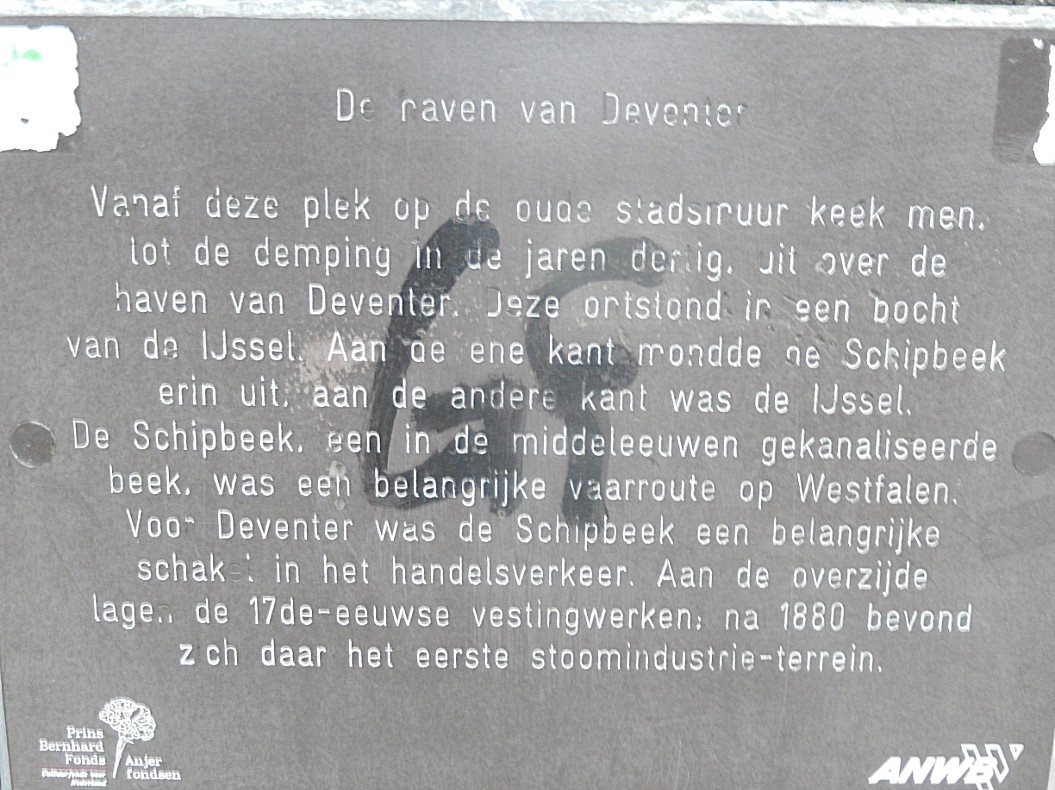 De haven van Deventer
Vanaf deze plek op de oude stadsmuur keek men,
tot de demping in de jaren dertig, uit over de
haven van Deventer. Deze ontstond in een bocht
van de IJssel. Aan de ene kant mondde de Schipbeek
erin uit, aan de andere kant was de IJssel.
De Schipbeek, een in de middeleeuwen gekanaliseerde
beek, was een belangrijke vaarroute op Westfalen.
Voor Deventer was de Schipbeek een belangrijke
schakel in het handelsverkeer. Aan de overzijde
lagen de 17de-eeuwse vestingwerken; na 1880 bevond
zich daar het eerste stoomindustrie-terrein.
Prins
Bernhard
Fonds
Cultuurfonds voor
Nederland
Anjer
fondsen
ANWB